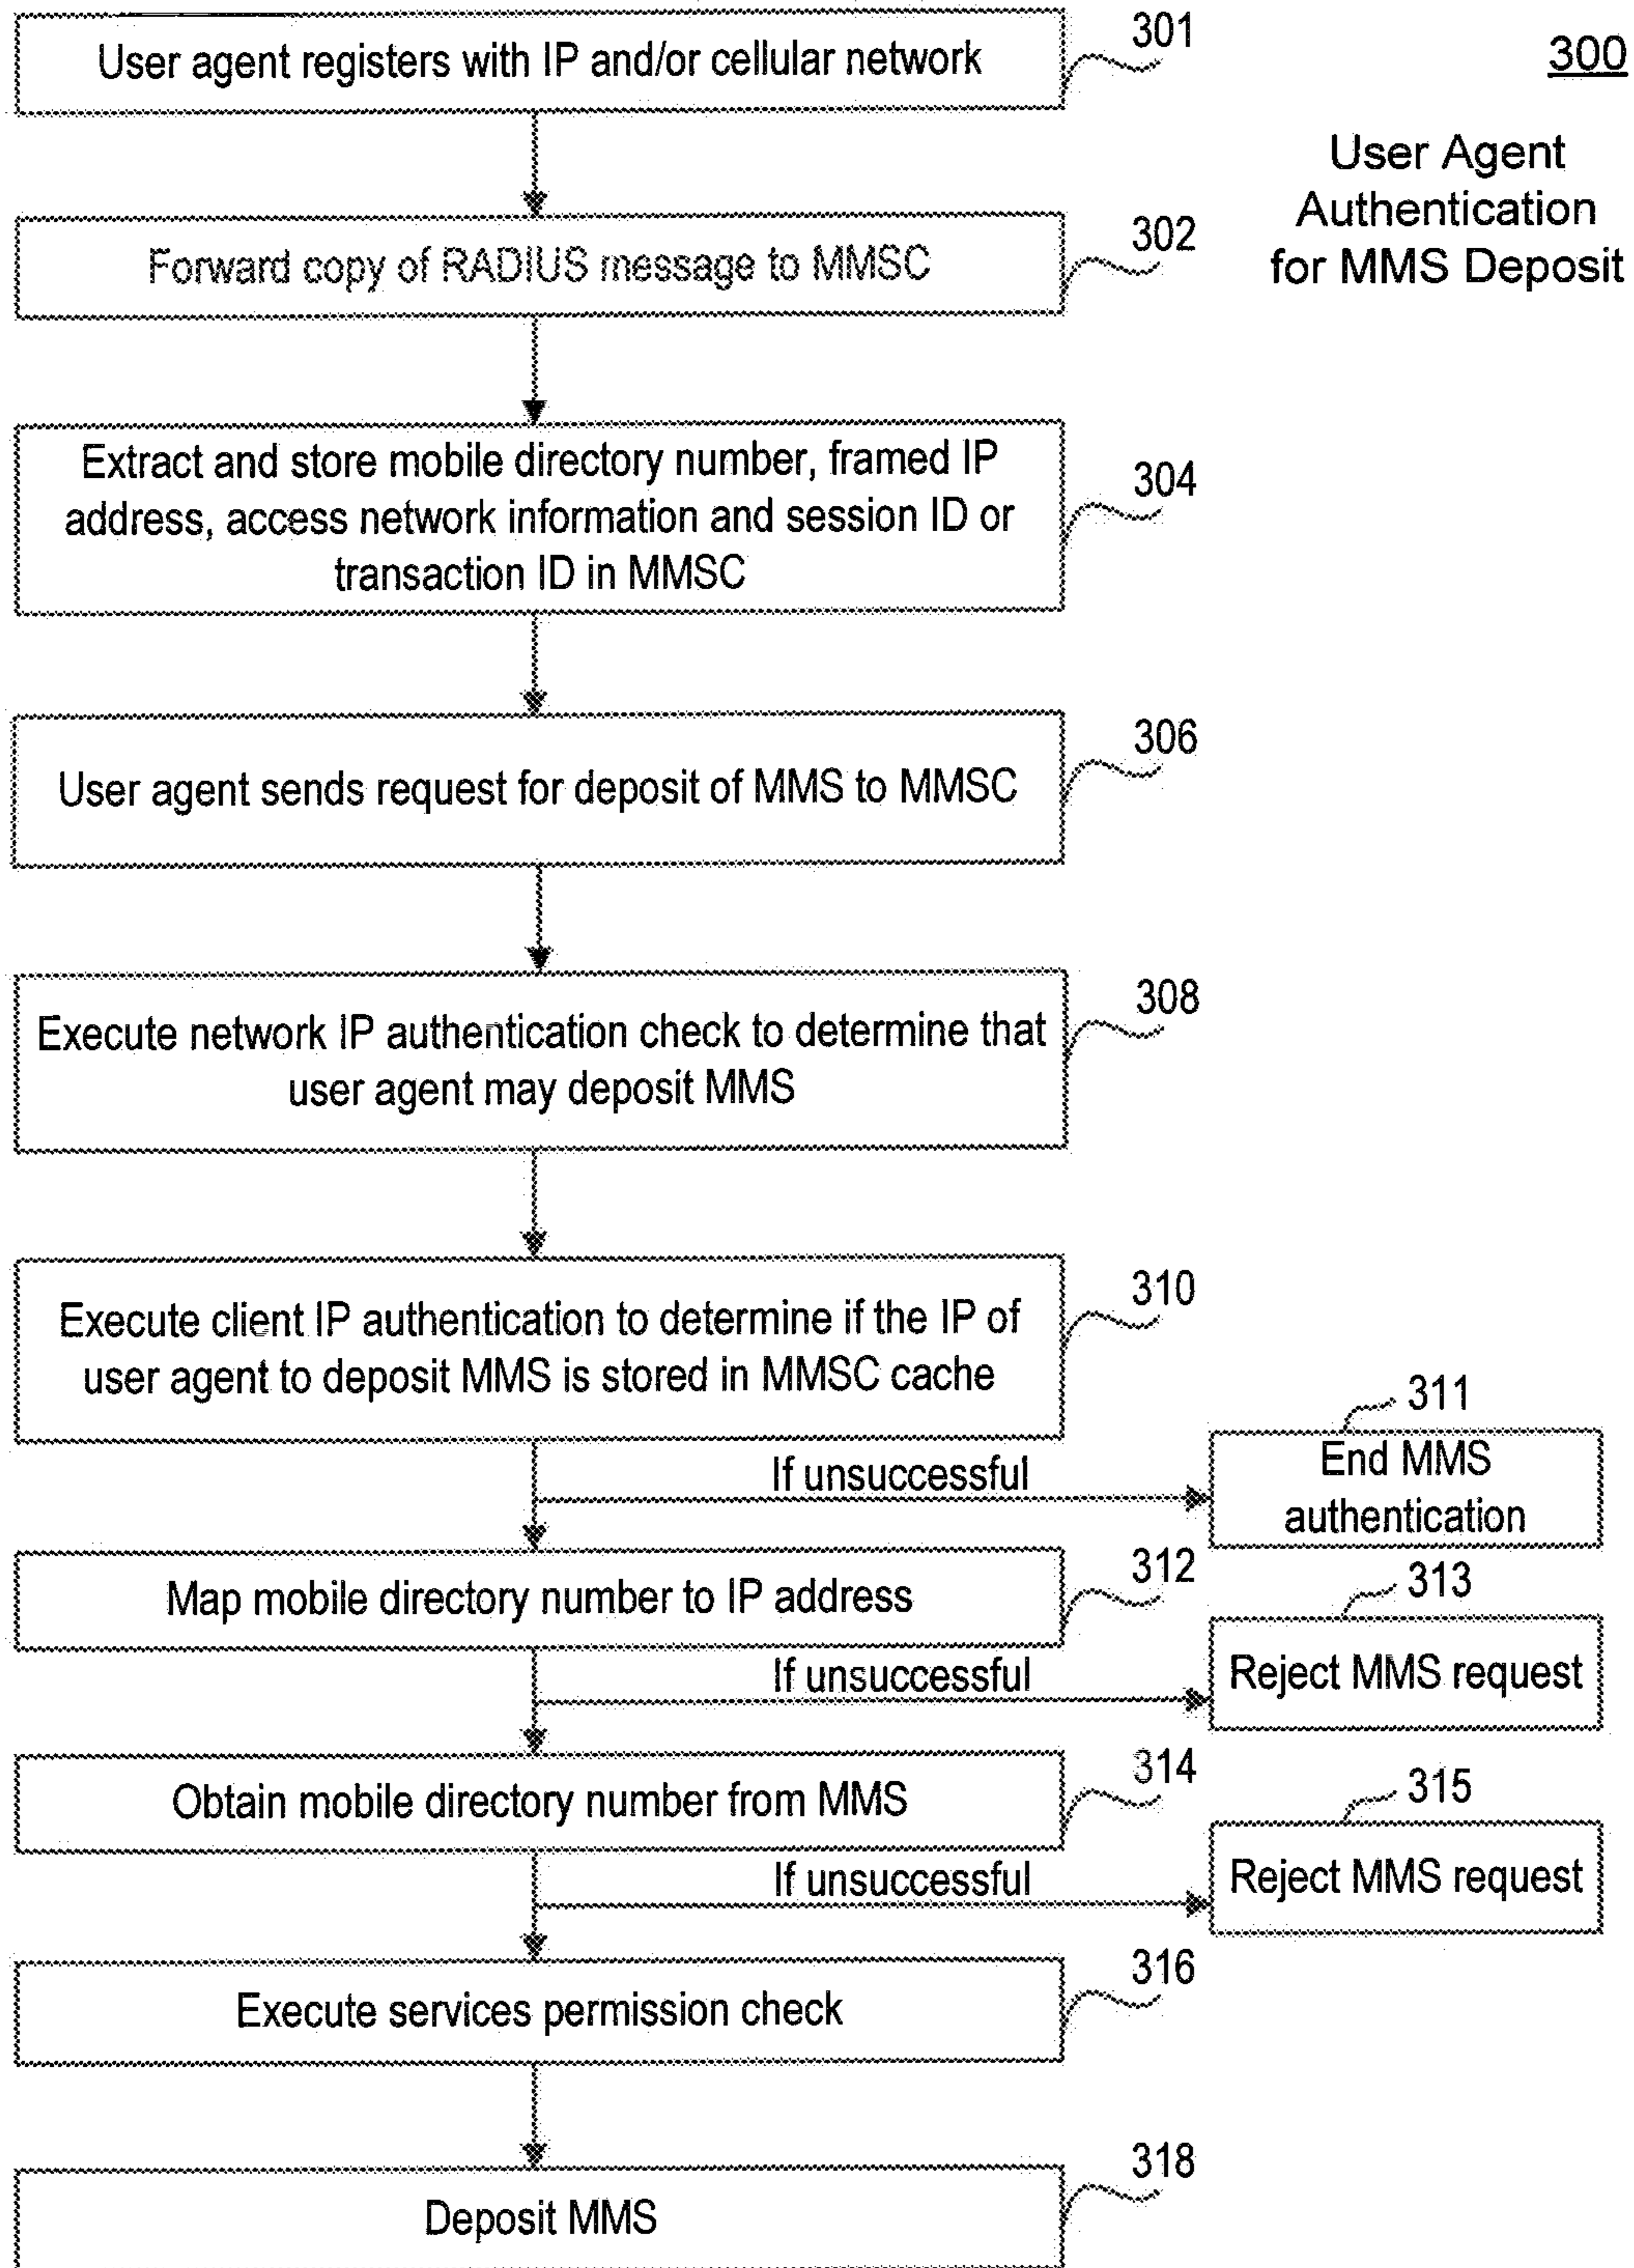 User agent registers with IP and/or cellular network
301
300
User Agent
Authentication
for MMS Deposit
Forward copy of RADIUS message to MMSC
302
Extract and store mobile directory number, framed IP
address, access network information and session ID or
transaction ID in MMSC
304
User agent sends request for deposit of MMS to MMSC
306
Execute network IP authentication check to determine that
user agent may deposit MMS
308
Execute client IP authentication to determine if the IP of
user agent to deposit MMS is stored in MMSC cache
310
If unsuccessful
311
End MMS
authentication
Map mobile directory number to IP address
312
If unsuccessful
313
Reject MMS request
Obtain mobile directory number from MMS
314
If unsuccessful
315
Reject MMS request
Execute services permission check
316
Deposit MMS
318